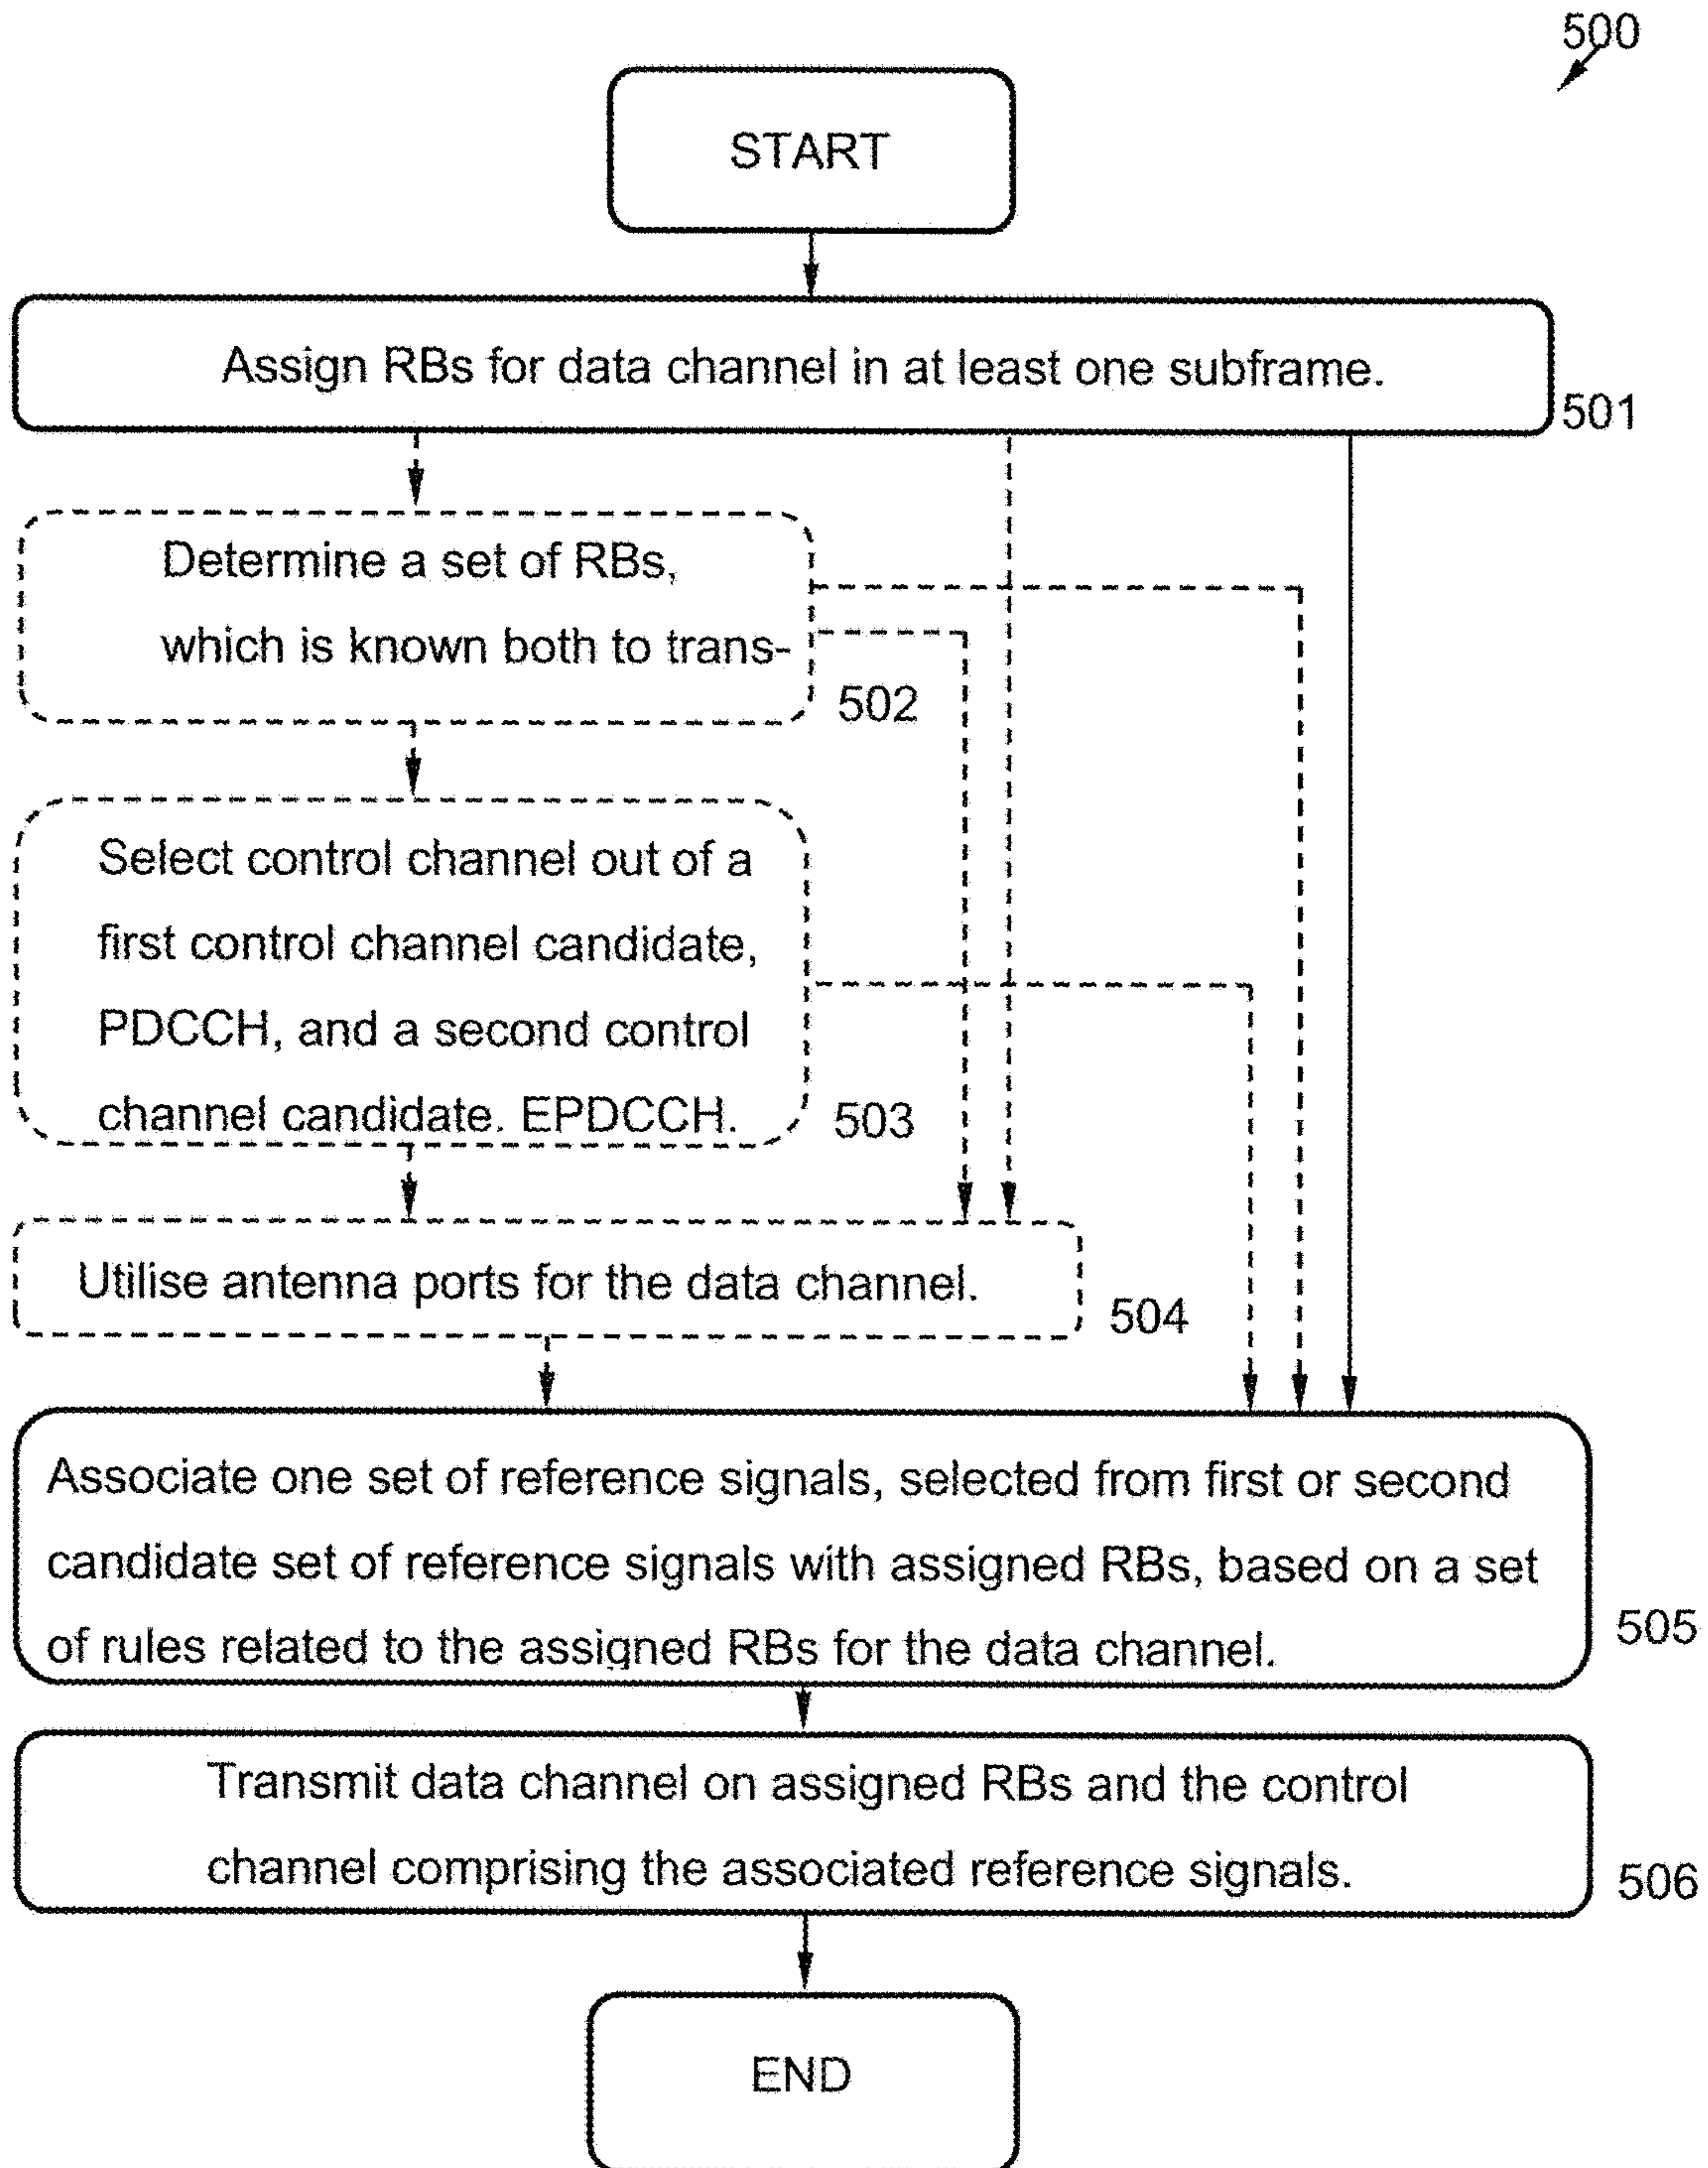 500
START
Assign RBs for data channel in at least one subframe.
501
Determine a set of RBs,
which is known both to trans-
502
Select control channel out of a
first control channel candidate,
PDCCH, and a second control
channel candidate. EPDCCH.
503
Utilise antenna ports for the data channel.
504
Associate one set of reference signals, selected from first or second
candidate set of reference signals with assigned RBs, based on a set
of rules related to the assigned RBs for the data channel.
505
Transmit data channel on assigned RBs and the control
channel comprising the associated reference signals.
506
END